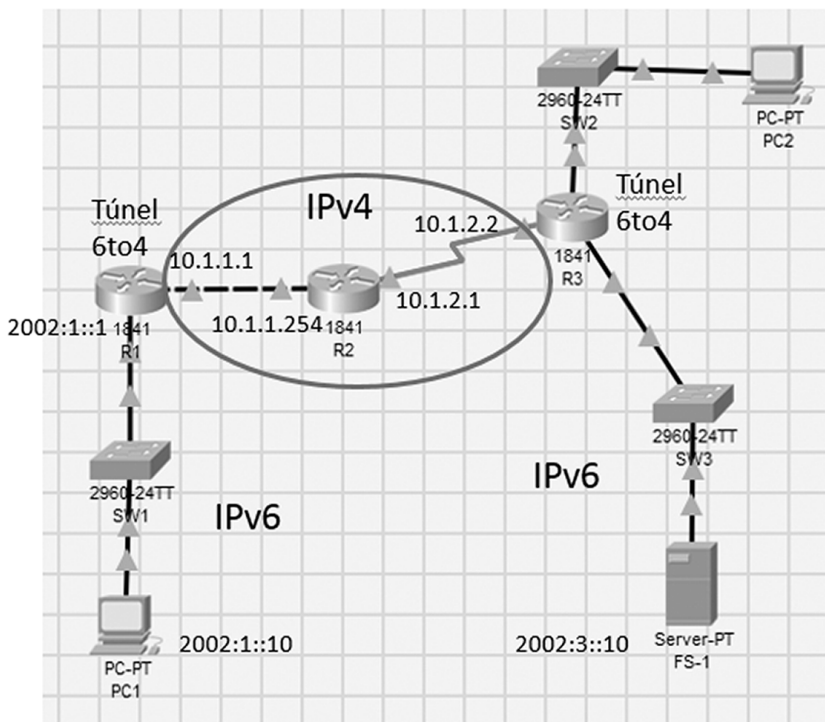 2960-24TT
SW2
PC-PT
PC2
IPv4
Túnel
6to4
10.1.2.2
Túnel
6to4
10.1.1.1
1841
R3
10.1.2.1
10.1.1.254
1841
R2
2002:1::1
1841
R1
2960-24TT
SW3
IPv6
2960-24TT
SW1
IPv6
2002:1::10
2002:3::10
Server-PT
FS-1
PC-PT
PC1